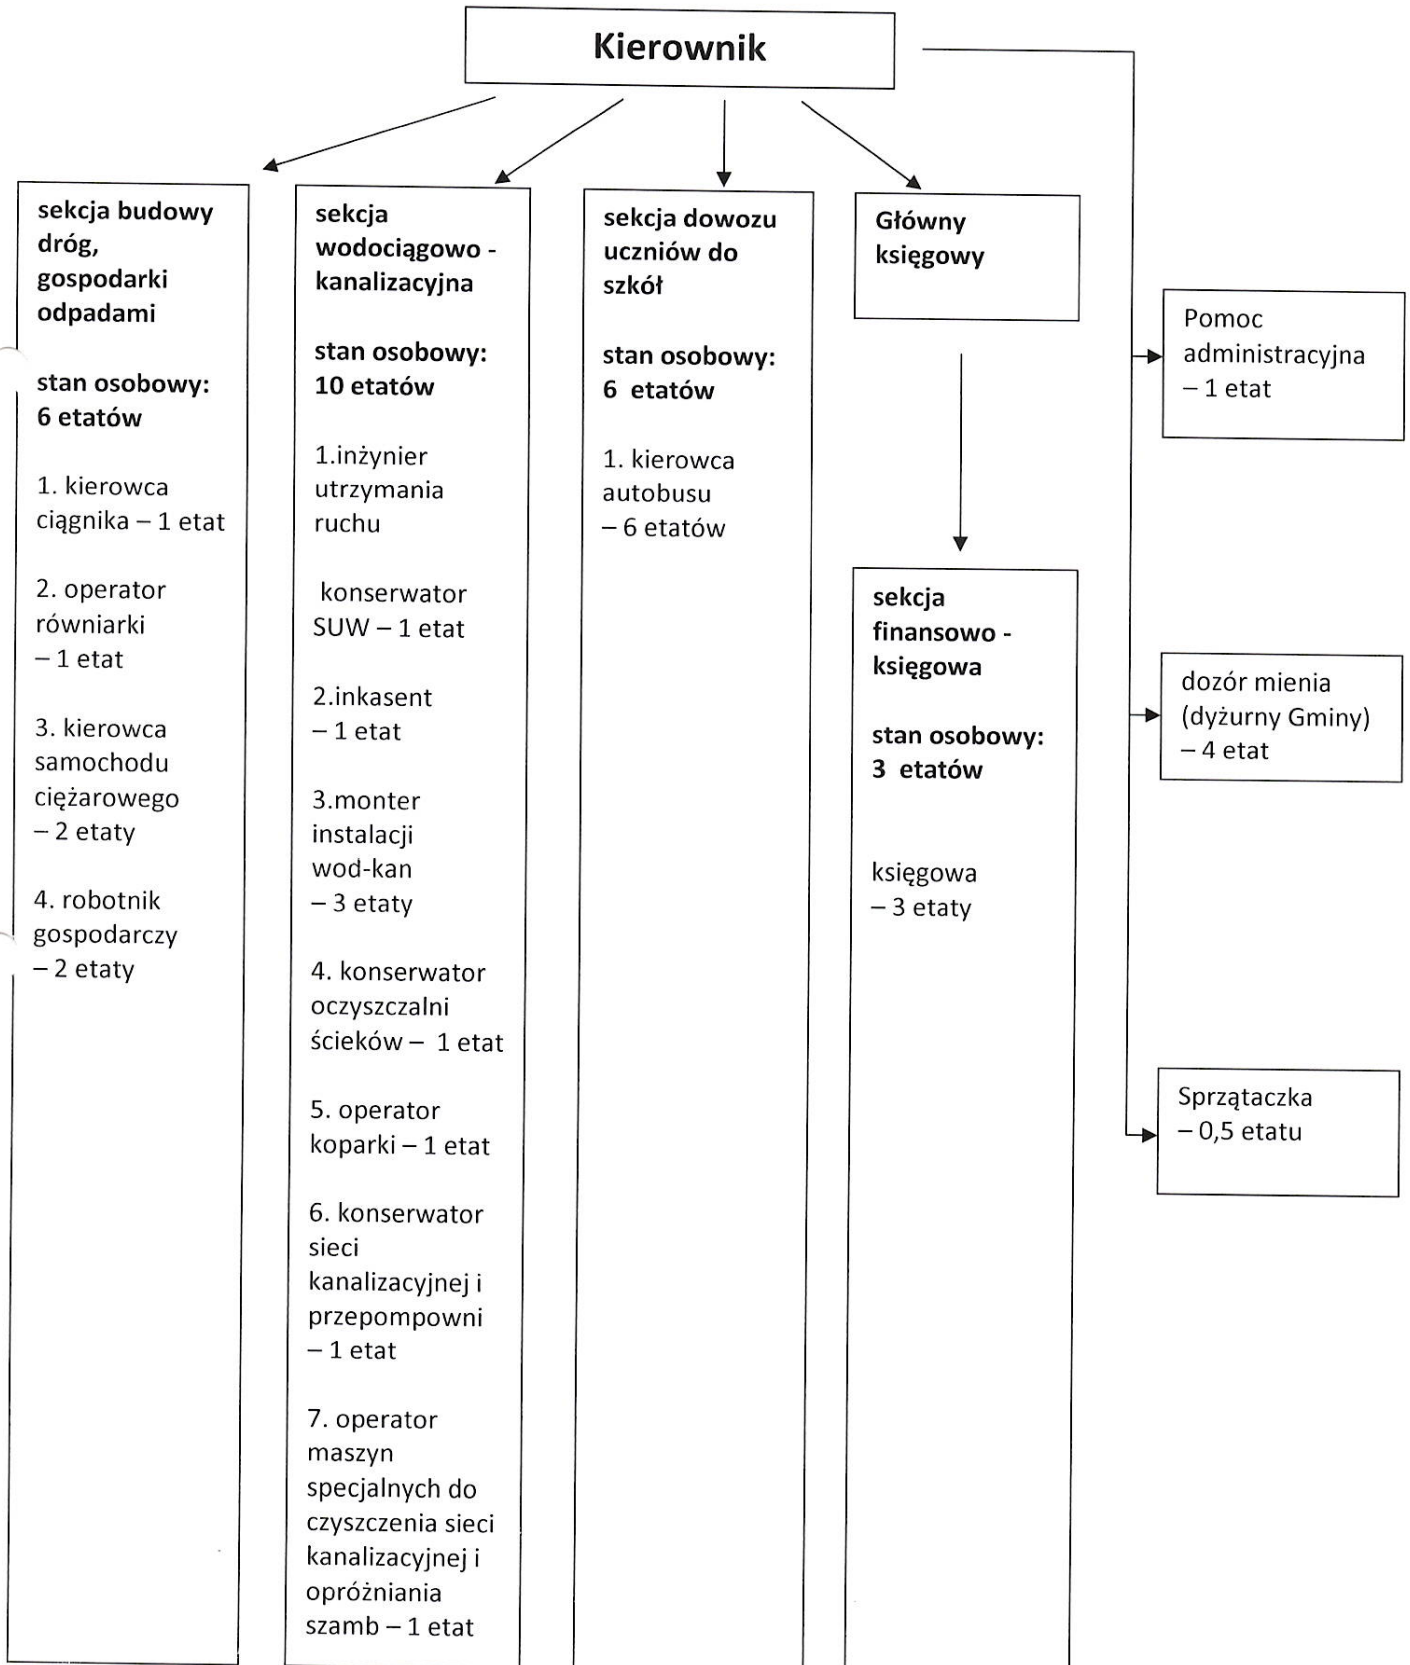 Kierownik
sekcja budowy
dróg,
gospodarki
odpadami
stan osobowy:
6 etatów
1. kierowca
ciągnika – 1 etat
2. operator
równiarki
– 1 etat
3. kierowca
samochodu
ciężarowego
– 2 etaty
4. robotnik
gospodarczy
– 2 etaty
sekcja
wodociągowo -
kanalizacyjna
stan osobowy:
10 etatów
1.inżynier
utrzymania
ruchu
konserwator
SUW – 1 etat
2.inkasent
– 1 etat
3.monter
instalacji
wod-kan
– 3 etaty
4. konserwator
oczyszczalni
ścieków – 1 etat
5. operator
koparki – 1 etat
6. konserwator
sieci
kanalizacyjnej i
przepompowni
– 1 etat
7. operator
maszyn
specjalnych do
czyszczenia sieci
kanalizacyjnej i
opróżniania
szamb – 1 etat
sekcja dowozu
uczniów do
szkół
stan osobowy:
6 etatów
1. kierowca
autobusu
– 6 etatów
Główny
księgowy
sekcja
finansowo -
księgowa
stan osobowy:
3 etatów
księgowa
– 3 etaty
Pomoc
administracyjna
– 1 etat
dozór mienia
(dyżurny Gminy)
– 4 etat
Sprzątaczka
– 0,5 etatu